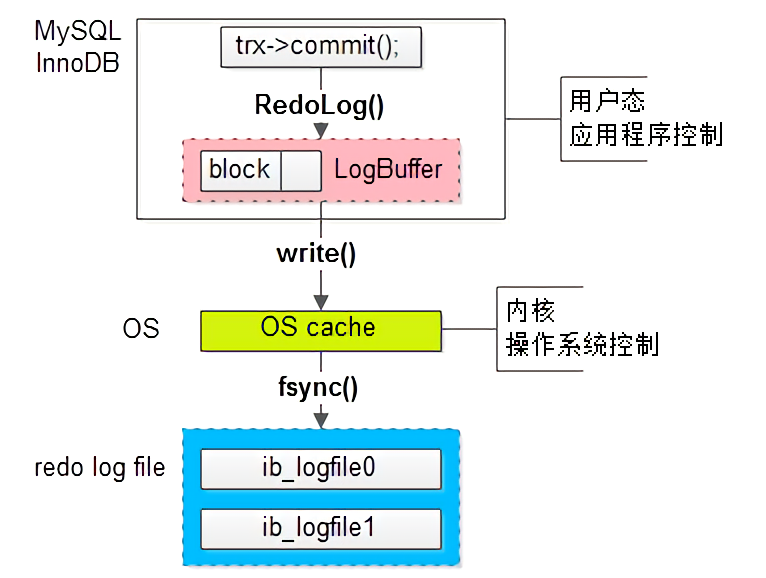 MySQL
InnoDB
trx->commit();
RedoLog()
block
LogBuffer
用户态
应用程序控制
write()
OS
OS cache
内核
操作系统控制
fsync()
redo log file
ib_logfile0
ib_logfile1